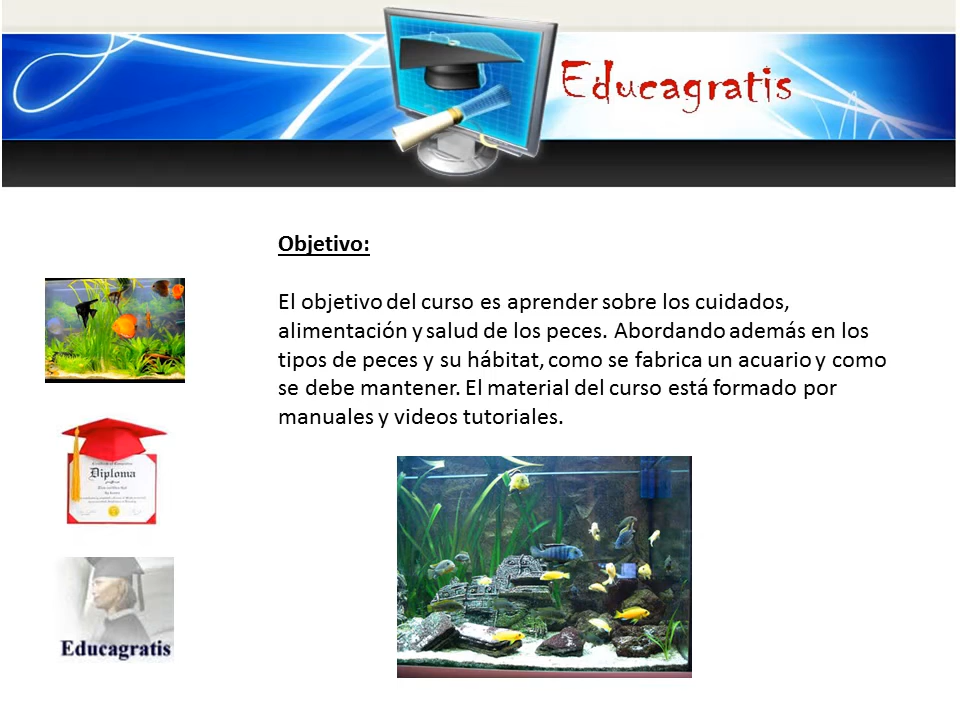 Educagratis
Objetivo:
El objetivo del curso es aprender sobre los cuidados,
alimentación y salud de los peces. Abordando además en los
tipos de peces y su hábitat, como se fabrica un acuario y como
se debe mantener. El material del curso está formado por
manuales y videos tutoriales.
Diploma
Educagratis